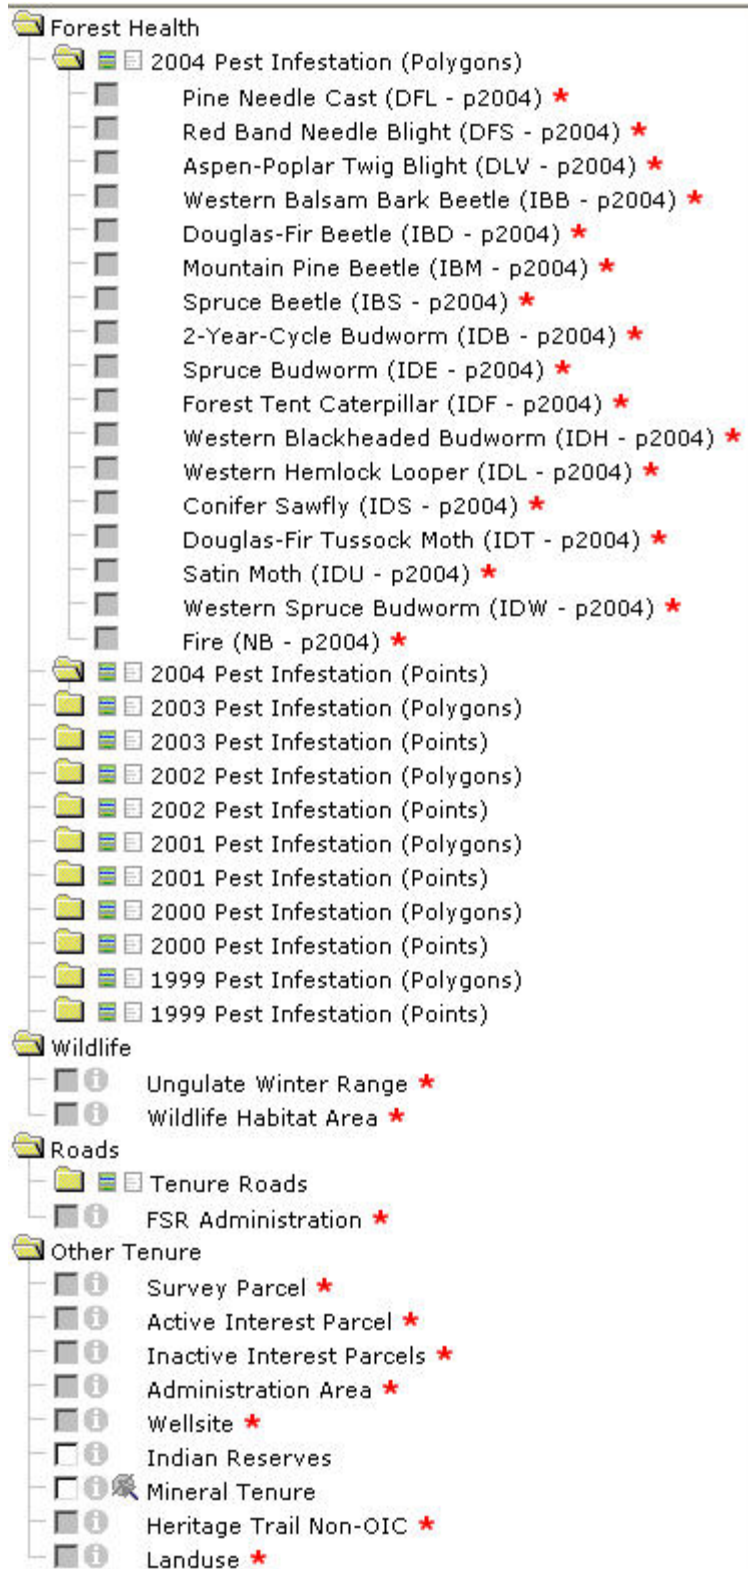 Forest Health
2004 Pest Infestation (Polygons)
Pine Needle Cast (DFL - p2004) *
Red Band Needle Blight (DFS - p2004) *
Aspen-Poplar Twig Blight (DLV - p2004) *
Western Balsam Bark Beetle (IBB - p2004) *
Douglas-Fir Beetle (IBD - p2004) *
Mountain Pine Beetle (IBM - p2004) *
Spruce Beetle (IBS - p2004) *
2-Year-Cycle Budworm (IDB - p2004) *
Spruce Budworm (IDE - p2004) *
Forest Tent Caterpillar (IDF - p2004) *
Western Blackheaded Budworm (IDH - p2004) *
Western Hemlock Looper (IDL - p2004) *
Conifer Sawfly (IDS - p2004) *
Douglas-Fir Tussock Moth (IDT - p2004) *
Satin Moth (IDU - p2004) *
Western Spruce Budworm (IDW - p2004) *
Fire (NB - p2004) *
2004 Pest Infestation (Points)
2003 Pest Infestation (Polygons)
2003 Pest Infestation (Points)
2002 Pest Infestation (Polygons)
2002 Pest Infestation (Points)
2001 Pest Infestation (Polygons)
2001 Pest Infestation (Points)
2000 Pest Infestation (Polygons)
2000 Pest Infestation (Points)
1999 Pest Infestation (Polygons)
1999 Pest Infestation (Points)
Wildlife
Ungulate Winter Range *
Wildlife Habitat Area *
Roads
Tenure Roads
FSR Administration *
Other Tenure
Survey Parcel *
Active Interest Parcel *
Inactive Interest Parcels *
Administration Area *
Wellsite *
Indian Reserves
Mineral Tenure
Heritage Trail Non-OIC *
Landuse *